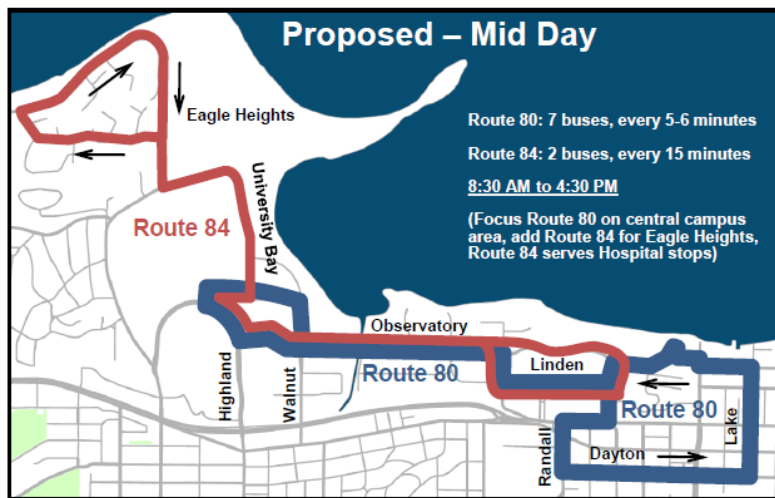 Proposed – Mid Day
Eagle Heights
Route 80: 7 buses, every 5-6 minutes
Route 84: 2 buses, every 15 minutes
8:30 AM to 4:30 PM
(Focus Route 80 on central campus
area, add Route 84 for Eagle Heights,
Route 84 serves Hospital stops)
University Bay
Route 84
Observatory
Linden
Route 80
Highland
Walnut
Route 80
Randall
Dayton
Lake